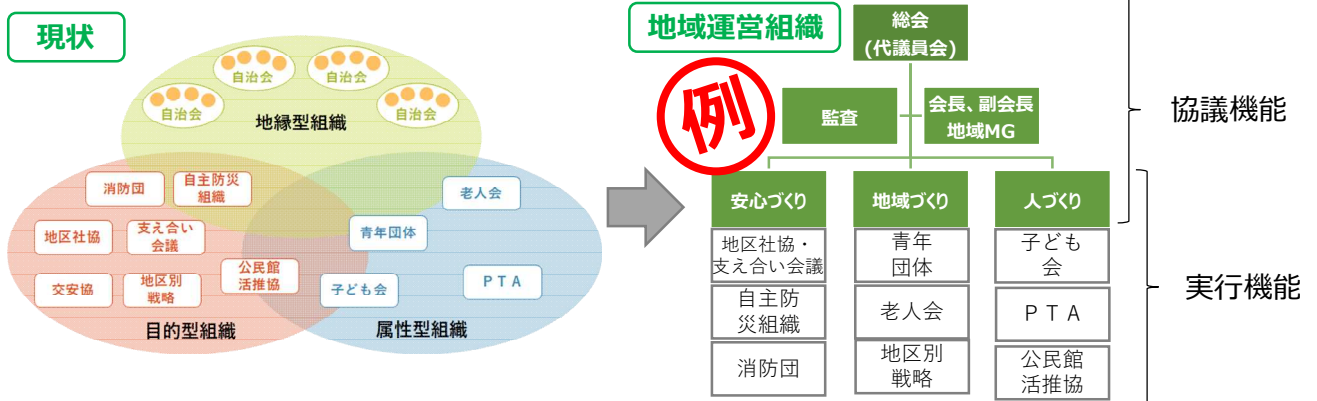 現状
自治会
自治会
自治会
自治会
地縁型組織
消防団
自主防災
組織
地区社協
支え合い
会議
交安協
地区別
戦略
公民館
活推協
目的型組織
老人会
青年団体
子ども会
PTA
属性型組織
地域運営組織
例
総会
(代議員会)
監査
会長、副会長
地域MG
安心づくり
地域づくり
人づくり
地区社協・
支え合い会議
自主防
災組織
消防団
青年
団体
老人会
地区別
戦略
子ども
会
PTA
公民館
活推協
協議機能
実行機能